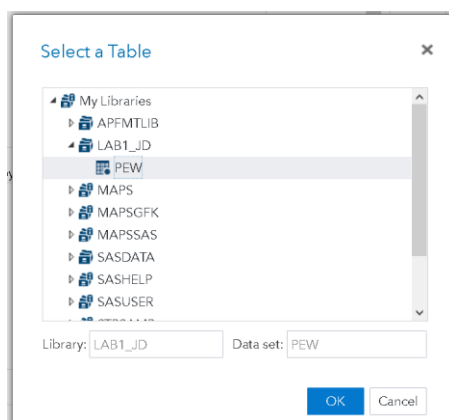 Select a Table
My Libraries
APFMTLIB
LAB1_JD
PEW
MAPS
MAPSGFK
MAPSSAS
SASDATA
SASHELP
SASUSER
Library: LAB1_JD Data set: PEW
OK Cancel